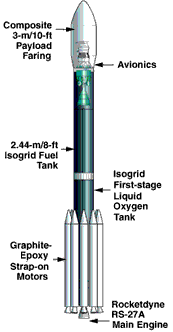 Composite
3-m/10-ft
Payload
Faring
Avionics
2.44-m/8-ft
Isogrid Fuel
Tank
Isogrid
First-stage
Liquid
Oxygen
Tank
Graphite-
Epoxy
Strap-on
Motors
Rocketdyne
RS-27A
Main Engine